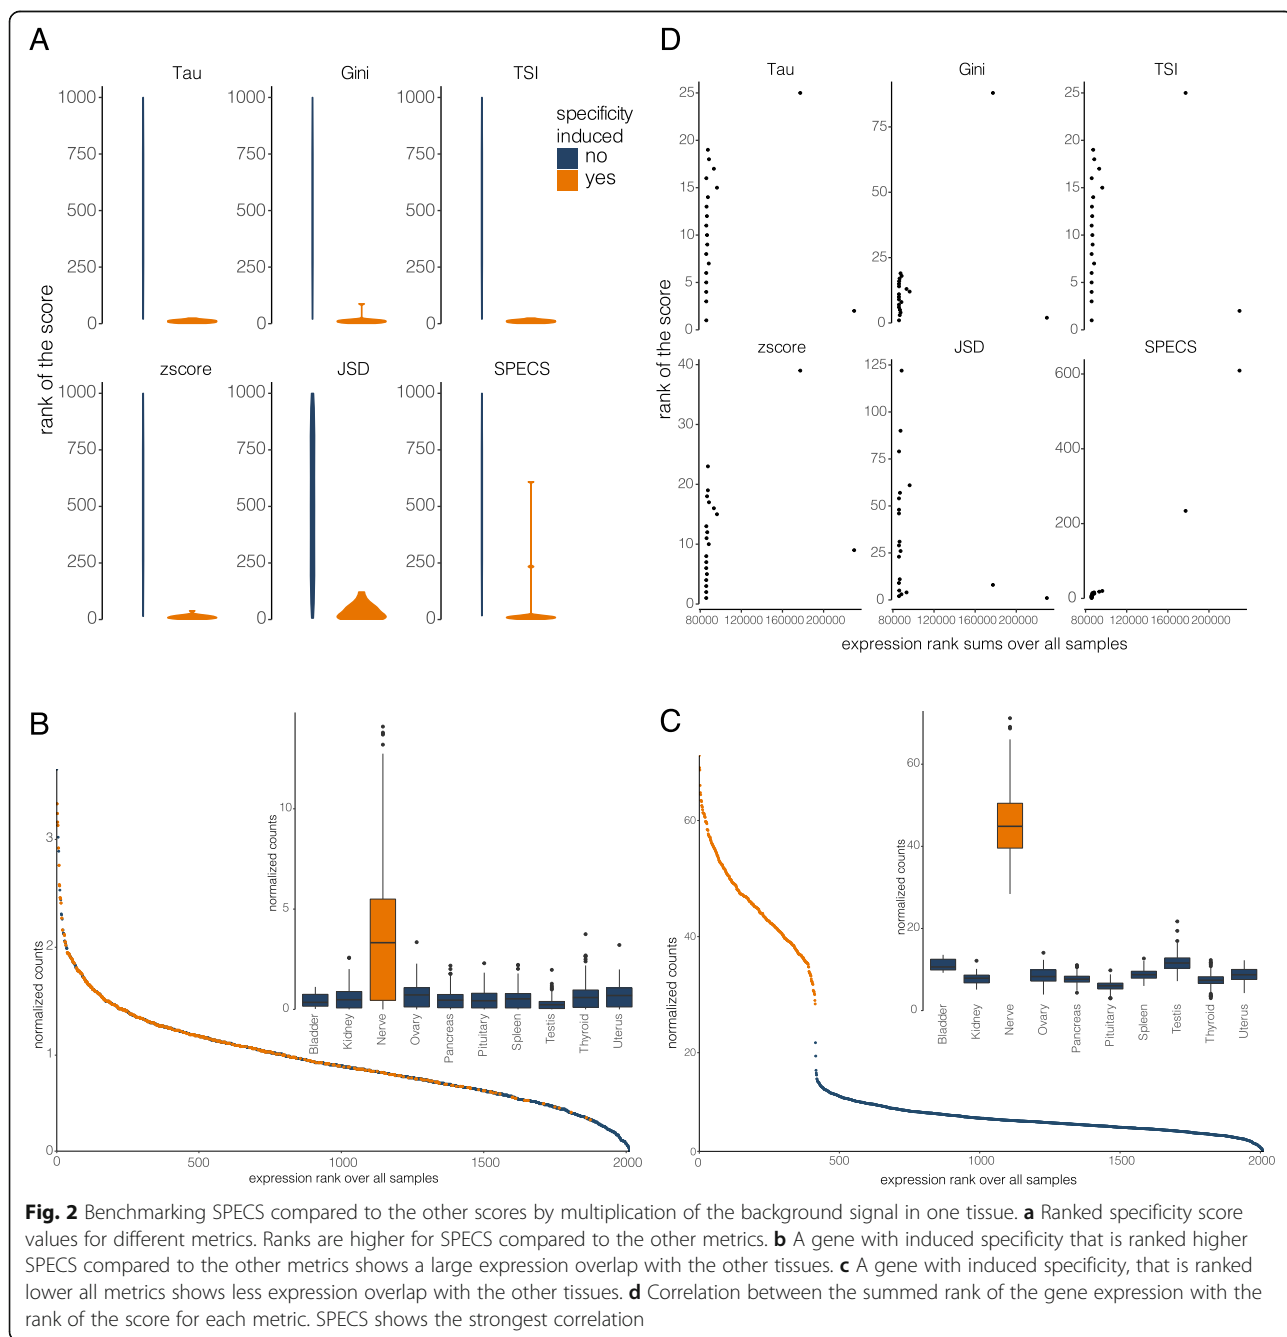 A
Tau
Gini
TSI
1000
750
500
250
0
1000
750
500
250
0
1000
750
500
250
0
specificity
induced
no
yes
rank of the score
zscore
JSD
SPECS
1000
750
500
250
0
1000
750
500
250
0
1000
750
500
250
0
D
Tau
Gini
TSI
25
20
15
10
5
0
75
50
25
0
25
20
15
10
5
0
rank of the score
zscore
JSD
SPECS
40
30
20
10
0
125
100
75
50
25
0
600
400
200
0
80000 120000 160000 200000
80000 120000 160000 200000
80000 120000 160000 200000
expression rank sums over all samples
B
normalized counts
3
2
1
0
0 500 1000 1500 2000
expression rank over all samples
normalized counts
10
5
0
Bladder
Kidney
Nerve
Ovary
Pancreas
Pituitary
Spleen
Testis
Thyroid
Uterus
C
normalized counts
60
40
20
0
0 500 1000 1500 2000
expression rank over all samples
normalized counts
60
40
20
0
Bladder
Kidney
Nerve
Ovary
Pancreas
Pituitary
Spleen
Testis
Thyroid
Uterus
Fig. 2 Benchmarking SPECS compared to the other scores by multiplication of the background signal in one tissue. a Ranked specificity score
values for different metrics. Ranks are higher for SPECS compared to the other metrics. b A gene with induced specificity that is ranked higher
SPECS compared to the other metrics shows a large expression overlap with the other tissues. c A gene with induced specificity, that is ranked
lower all metrics shows less expression overlap with the other tissues. d Correlation between the summed rank of the gene expression with the
rank of the score for each metric. SPECS shows the strongest correlation